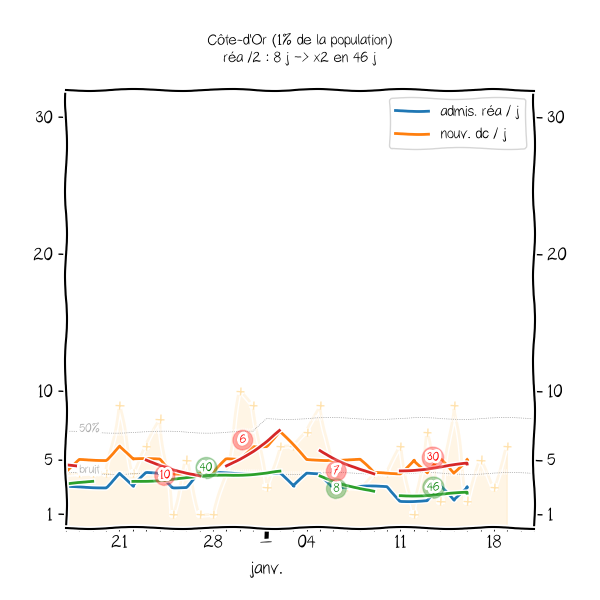 Côte-d'Or (1% de la population)
réa /2 : 8 j -> x2 en 46 j
admis. réa / j
nouv. dc / j
30 30
20 20
10 10
50%
6
5 bruit 10 40 7 30 5
8 46
1 1
21 28 04 11 18
janv.